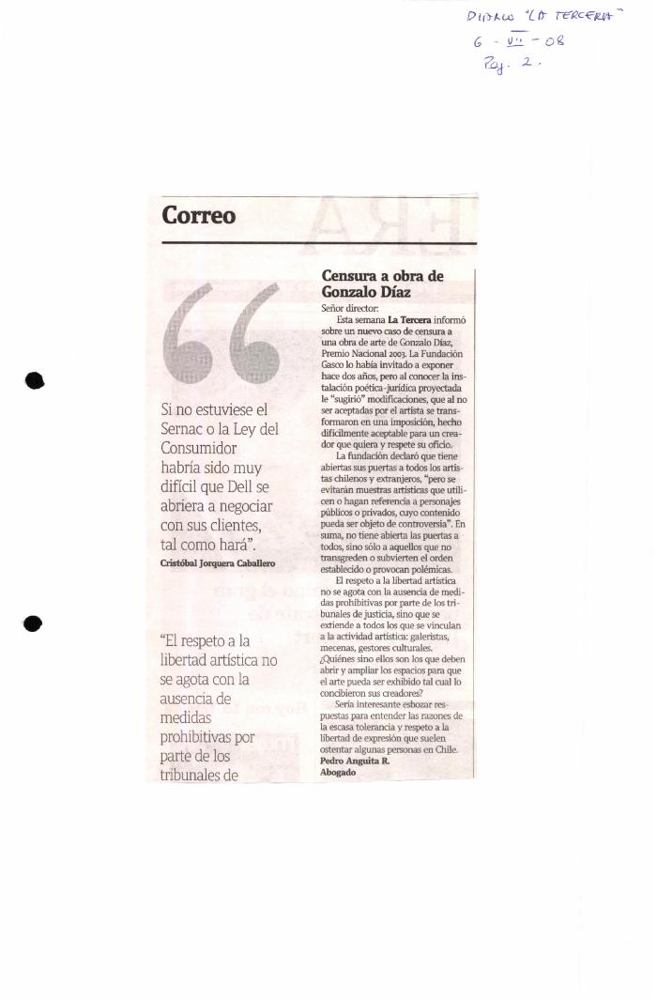 DIARIO "LA TERCERA"
6 - VII - 08
Pag. 2.
Correo
“
Si no estuviese el
Sernac o la Ley del
Consumidor
habría sido muy
difícil que Dell se
abriera a negociar
con sus clientes,
tal como hará”.
Cristóbal Jorquera Caballero
“El respeto a la
libertad artística no
se agota con la
ausencia de
medidas
prohibitivas por
parte de los
tribunales de
Censura a obra de
Gonzalo Díaz
Señor director:
Esta semana La Tercera informó
sobre un nuevo caso de censura a
una obra de arte de Gonzalo Díaz,
Premio Nacional 2003. La Fundación
Gasco lo había invitado a exponer
hace dos años, pero al conocer la ins-
talación poética-jurídica proyectada
le “sugirió” modificaciones, que al no
ser aceptadas por el artista se trans-
formaron en una imposición, hecho
difícilmente aceptable para un crea-
dor que quiera y respete su oficio.
La fundación declaró que tiene
abiertas sus puertas a todos los artis-
tas chilenos y extranjeros, “pero se
evitarán muestras artísticas que utili-
cen o hagan referencia a personajes
públicos o privados, cuyo contenido
pueda ser objeto de controversia”. En
suma, no tiene abierta las puertas a
todos, sino sólo a aquellos que no
transgreden o subvierten el orden
establecido o provocan polémicas.
El respeto a la libertad artística
no se agota con la ausencia de medi-
das prohibitivas por parte de los tri-
bunales de justicia, sino que se
extiende a todos los que se vinculan
a la actividad artística: galeristas,
mecenas, gestores culturales.
¿Quiénes sino ellos son los que deben
abrir y ampliar los espacios para que
el arte pueda ser exhibido tal cual lo
concibieron sus creadores?
Sería interesante esbozar res-
puestas para entender las razones de
la escasa tolerancia y respeto a la
libertad de expresión que suelen
ostentar algunas personas en Chile.
Pedro Anguita R.
Abogado